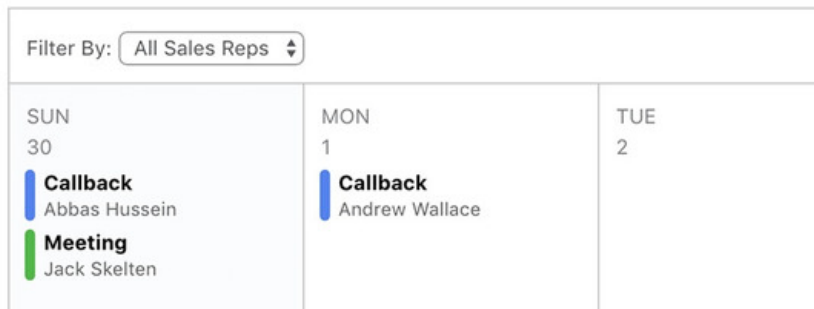 Filter By: All Sales Reps
SUN
30
Callback
Abbas Hussein
Meeting
Jack Skelten
MON
1
Callback
Andrew Wallace
TUE
2